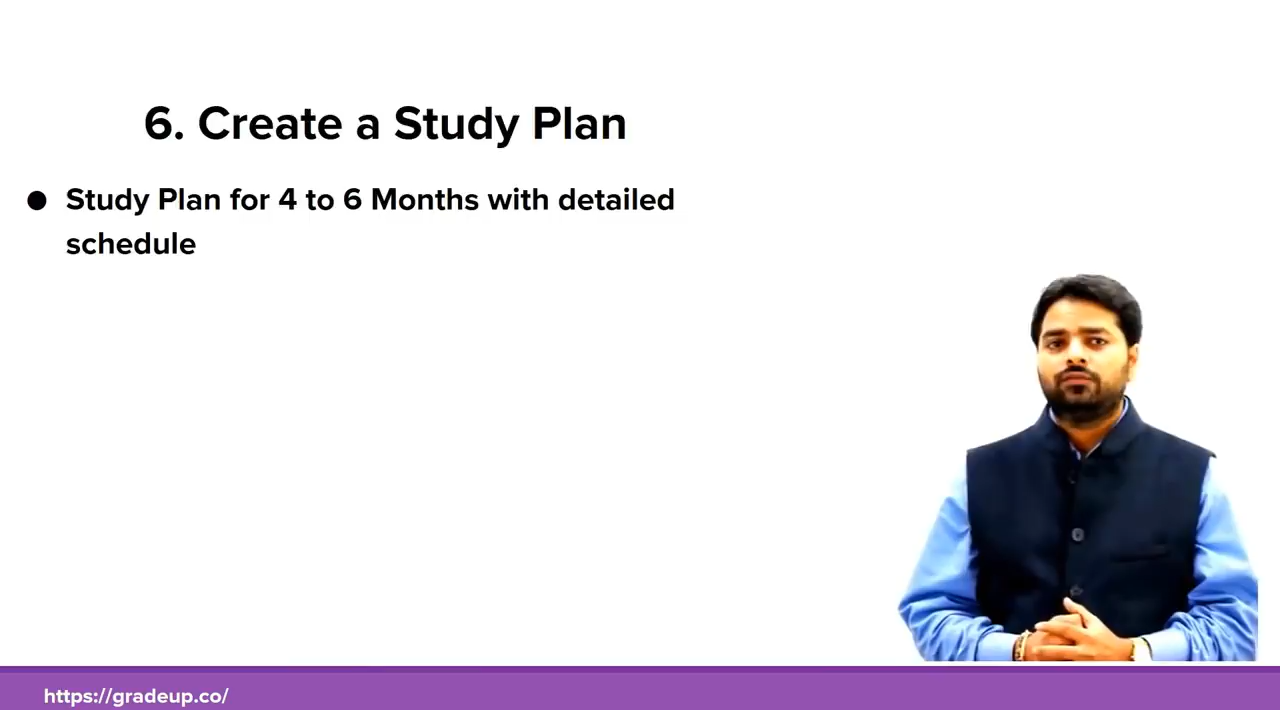 6. Create a Study Plan
● Study Plan for 4 to 6 Months with detailed
schedule
https://gradeup.co/